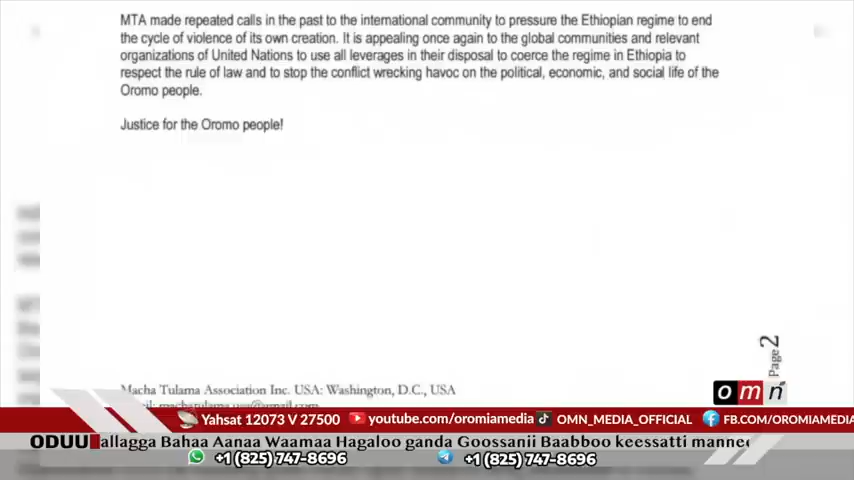 MTA made repeated calls in the past to the international community to pressure the Ethiopian regime to end
the cycle of violence of its own creation. It is appealing once again to the global communities and relevant
organizations of United Nations to use all leverages in their disposal to coerce the regime in Ethiopia to
respect the rule of law and to stop the conflict wrecking havoc on the political, economic, and social life of the
Oromo people.
Justice for the Oromo people!
Page 2
Macha Tulama Association Inc. USA: Washington, D.C., USA
omn
Yahsat 12073 V 27500 youtube.com/oromiamedia OMN_MEDIA_OFFICIAL FB.COM/OROMIAMEDIA
ODUU allagga Bahaa Aanaa Waamaa Hagaloo ganda Goossanii Baabboo keessatti mannee
+1 (825) 747-8696 +1 (825) 747-8696